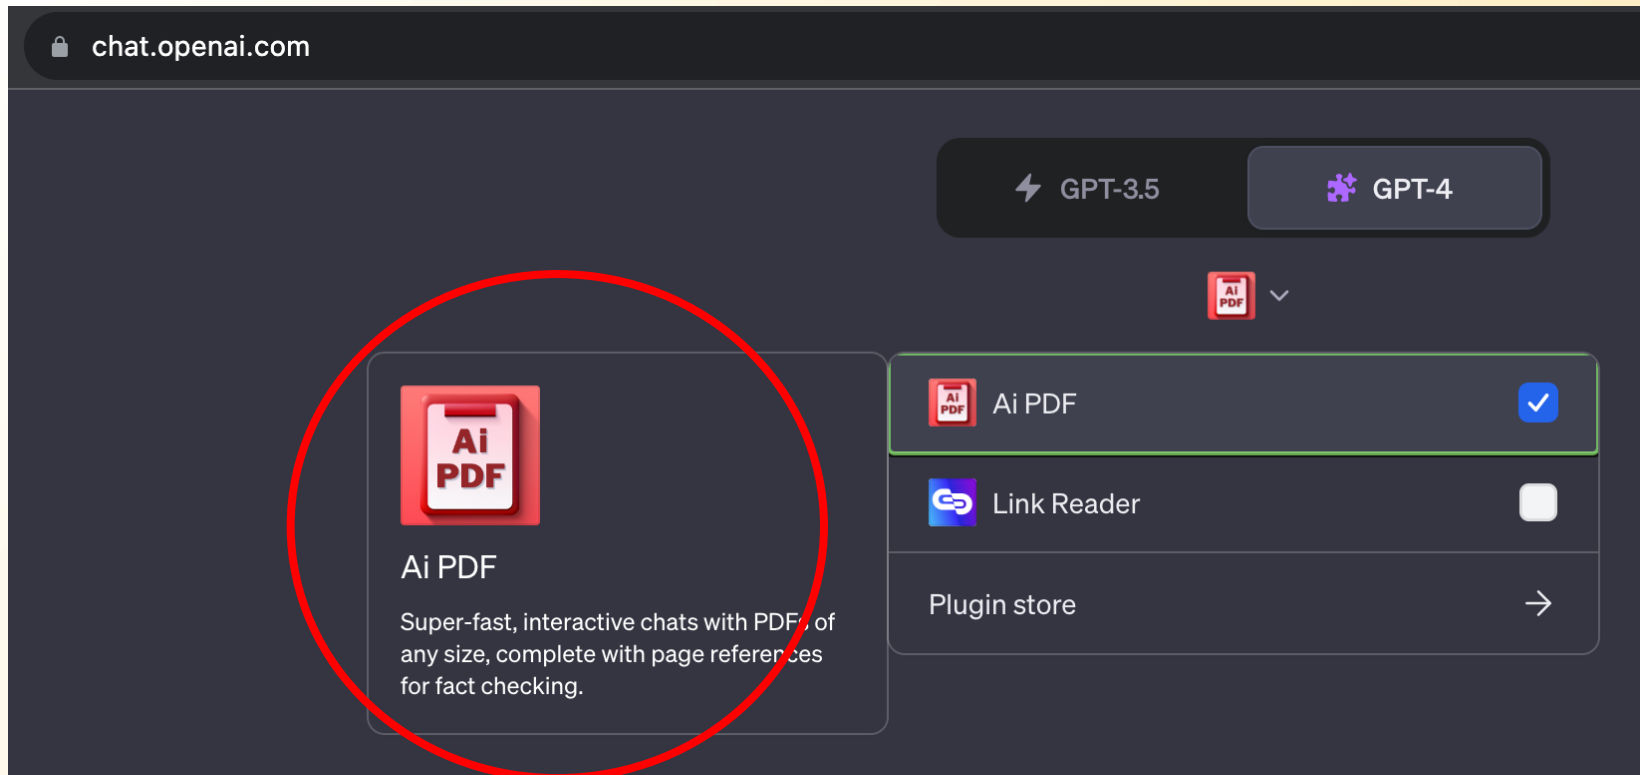 chat.openai.com
GPT-3.5
GPT-4
Ai
PDF
Ai
PDF
Ai PDF
Super-fast, interactive chats with PDFs of
any size, complete with page references
for fact checking.
Ai
PDF
Ai PDF
Link Reader
Plugin store